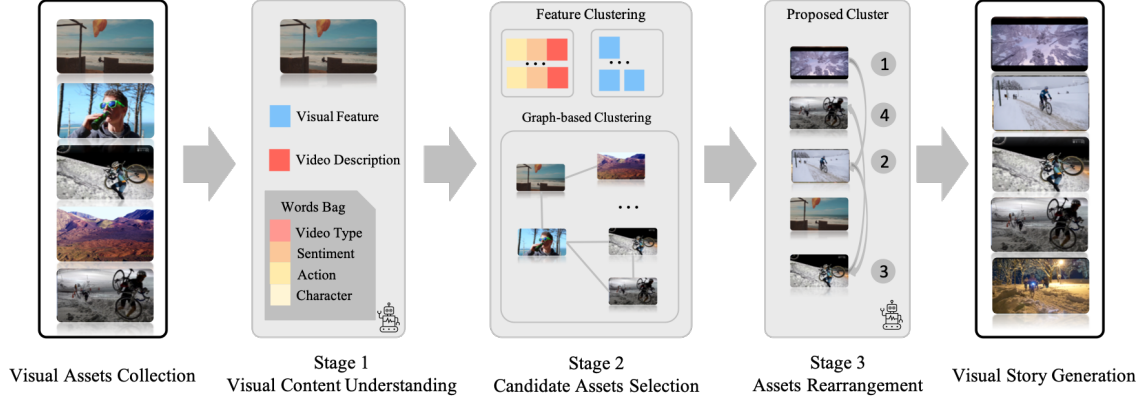 Visual Feature
Video Description
Words Bag
Video Type
Sentiment
Action
Character
Feature Clustering
Graph-based Clustering
Proposed Cluster
1
4
2
3
Visual Assets Collection
Stage 1
Visual Content Understanding
Stage 2
Candidate Assets Selection
Stage 3
Assets Rearrangement
Visual Story Generation